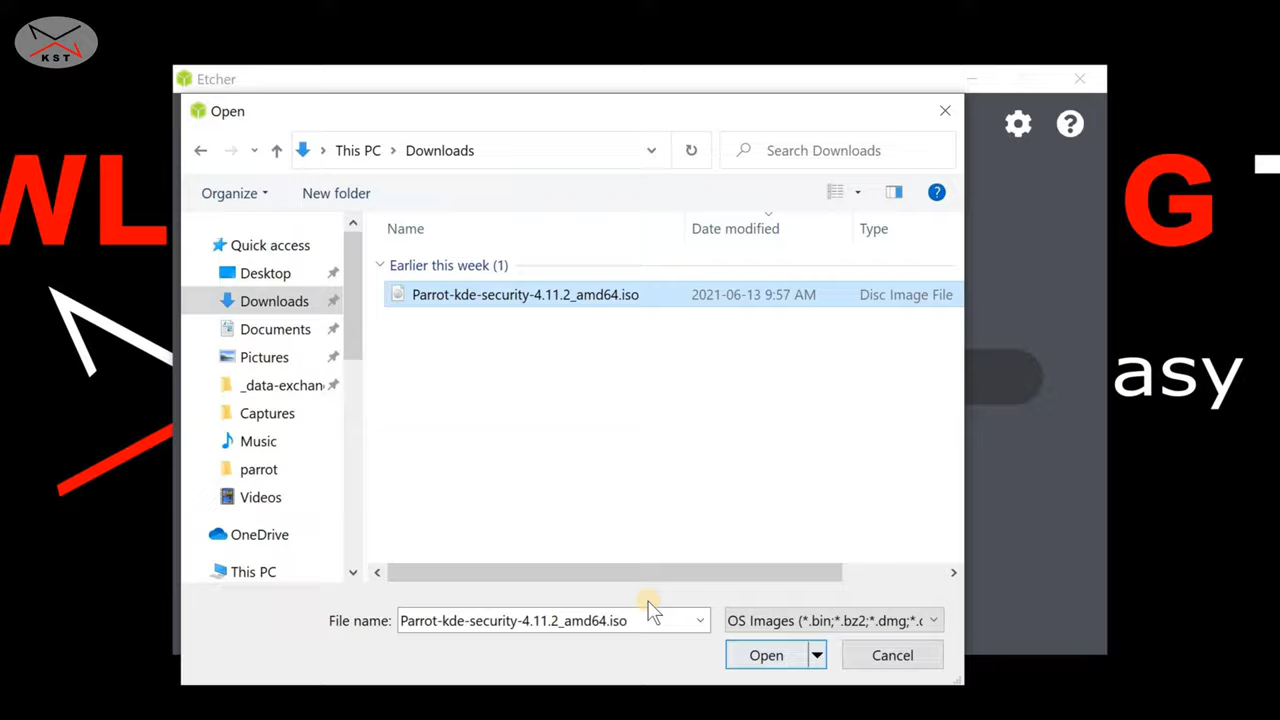 KST
Etcher
Open
This PC
Downloads
Search Downloads
Organize
New folder
Name
Date modified
Type
Quick access
Desktop
Downloads
Documents
Pictures
_data-exchan
Captures
Music
parrot
Videos
OneDrive
This PC
Earlier this week (1)
Parrot-kde-security-4.11.2_amd64.iso
2021-06-13 9:57 AM
Disc Image File
WL
G
asy
File name:
Parrot-kde-security-4.11.2_amd64.iso
OS Images (*.bin;*.bz2;*.dmg;*.c
Open
Cancel